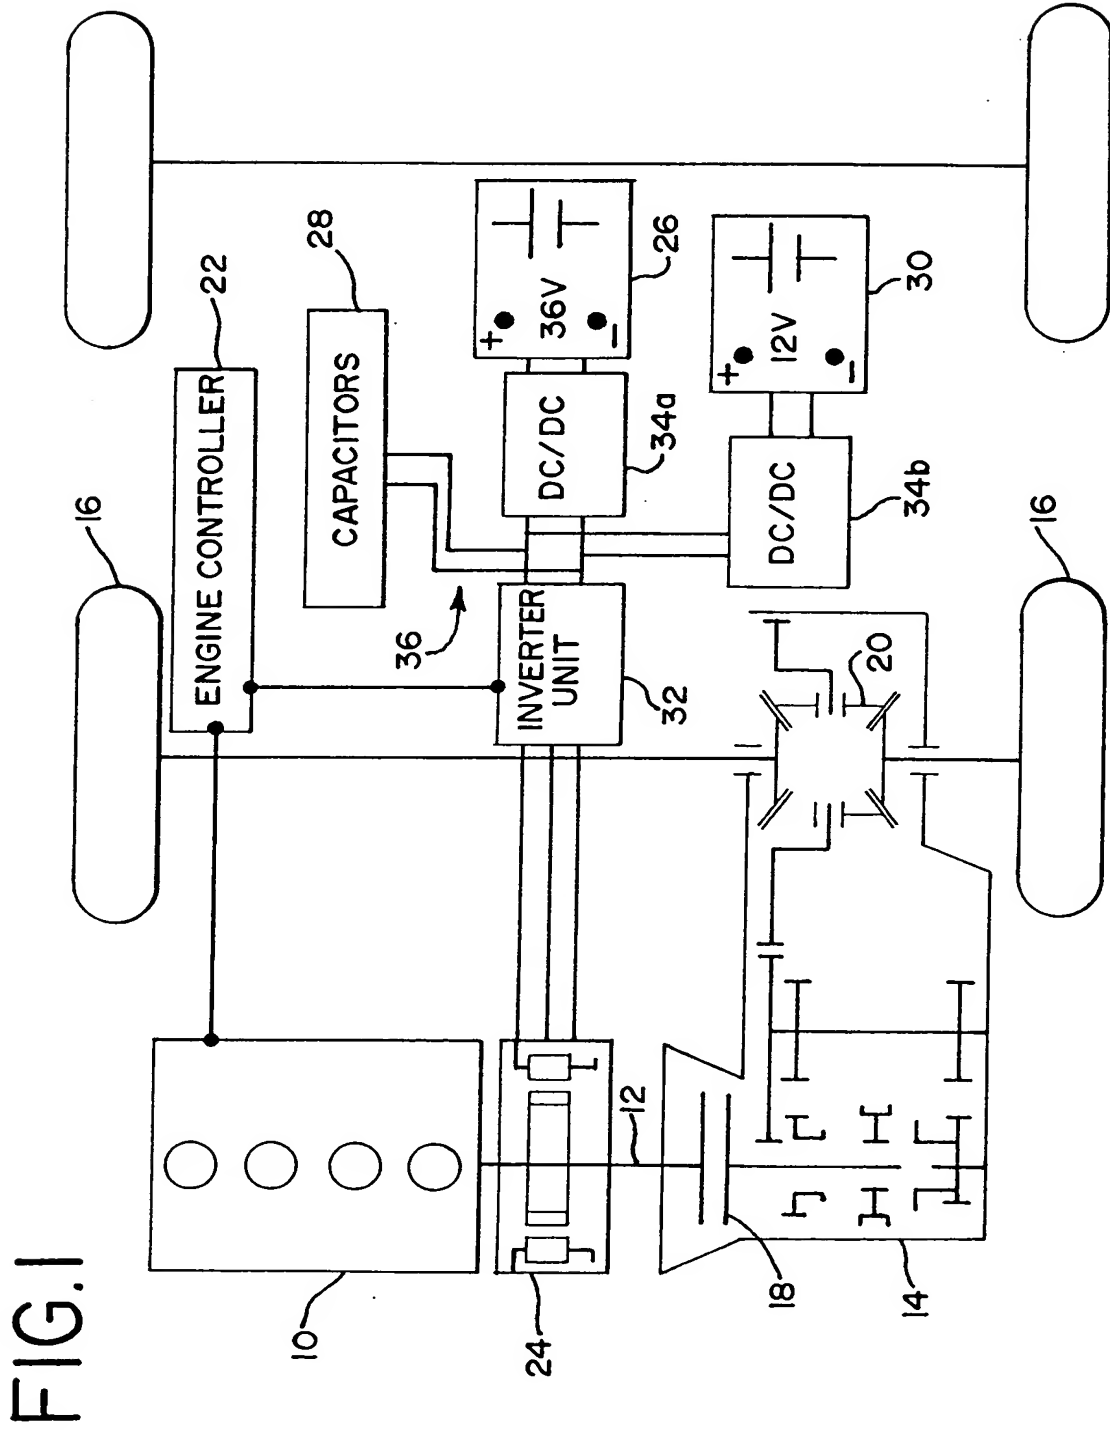 FIG.1
16
22
ENGINE CONTROLLER
28
CAPACITORS
10
36
+
36V
–
26
DC/DC
34a
INVERTER
UNIT
32
24
12
+
12V
–
30
DC/DC
34b
20
18
14
16